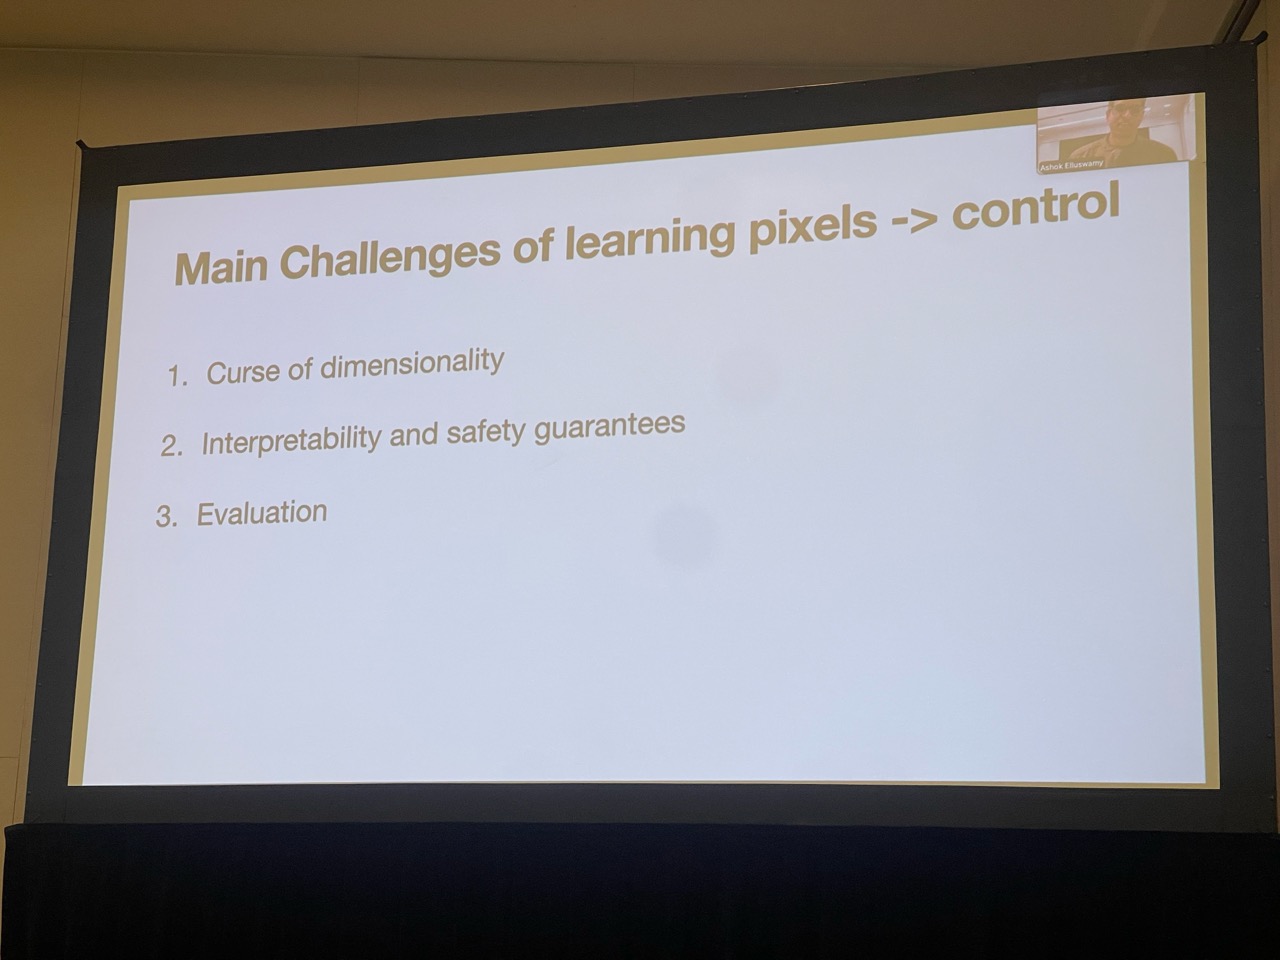 Ashok Elluswamy
Main Challenges of learning pixels -> control
1. Curse of dimensionality
2. Interpretability and safety guarantees
3. Evaluation